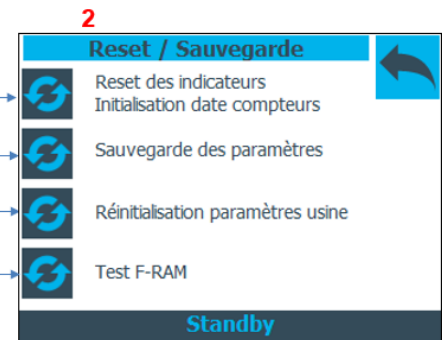 2
Reset / Sauvegarde
Reset des indicateurs
Initialisation date compteurs
Sauvegarde des paramètres
Réinitialisation paramètres usine
Test F-RAM
Standby